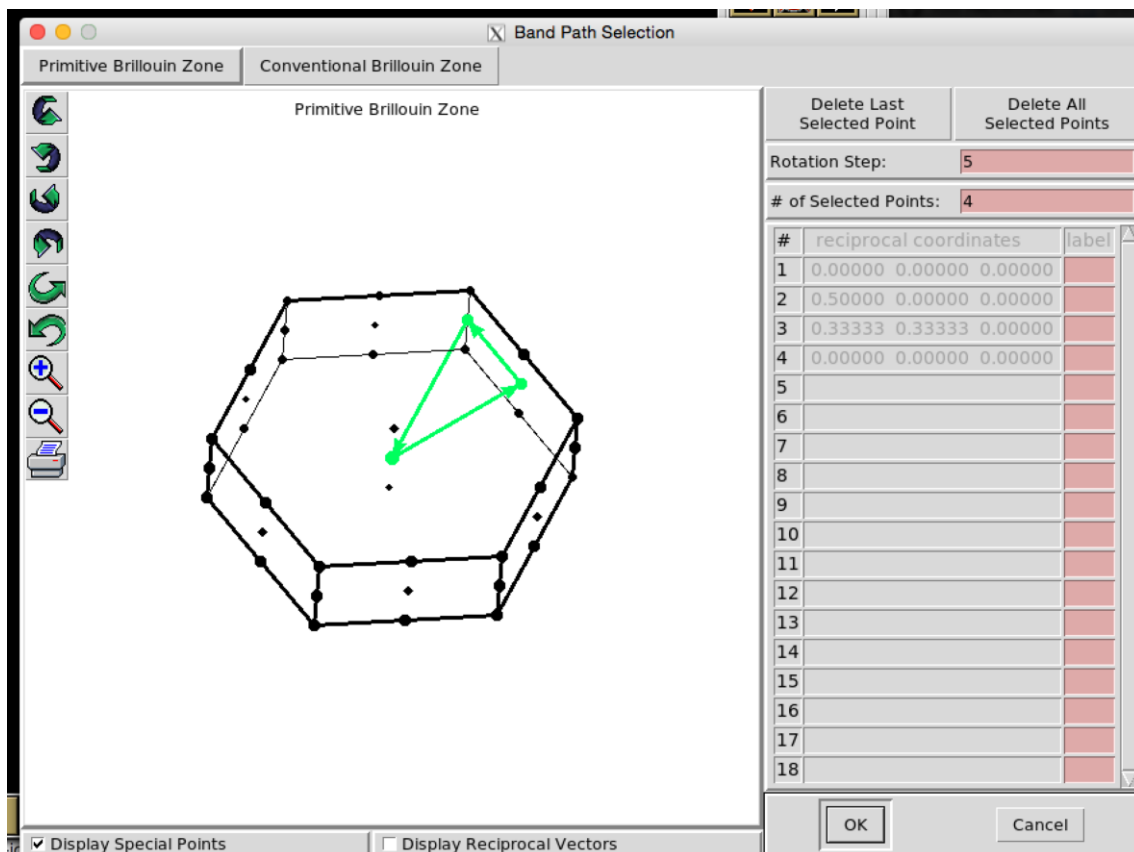 Band Path Selection
Primitive Brillouin Zone
Conventional Brillouin Zone
Primitive Brillouin Zone
Delete Last
Selected Point
Delete All
Selected Points
Rotation Step:
5
# of Selected Points:
4
# reciprocal coordinates label
1 0.00000 0.00000 0.00000
2 0.50000 0.00000 0.00000
3 0.33333 0.33333 0.00000
4 0.00000 0.00000 0.00000
5
6
7
8
9
10
11
12
13
14
15
16
17
18
OK
Cancel
Display Special Points
Display Reciprocal Vectors